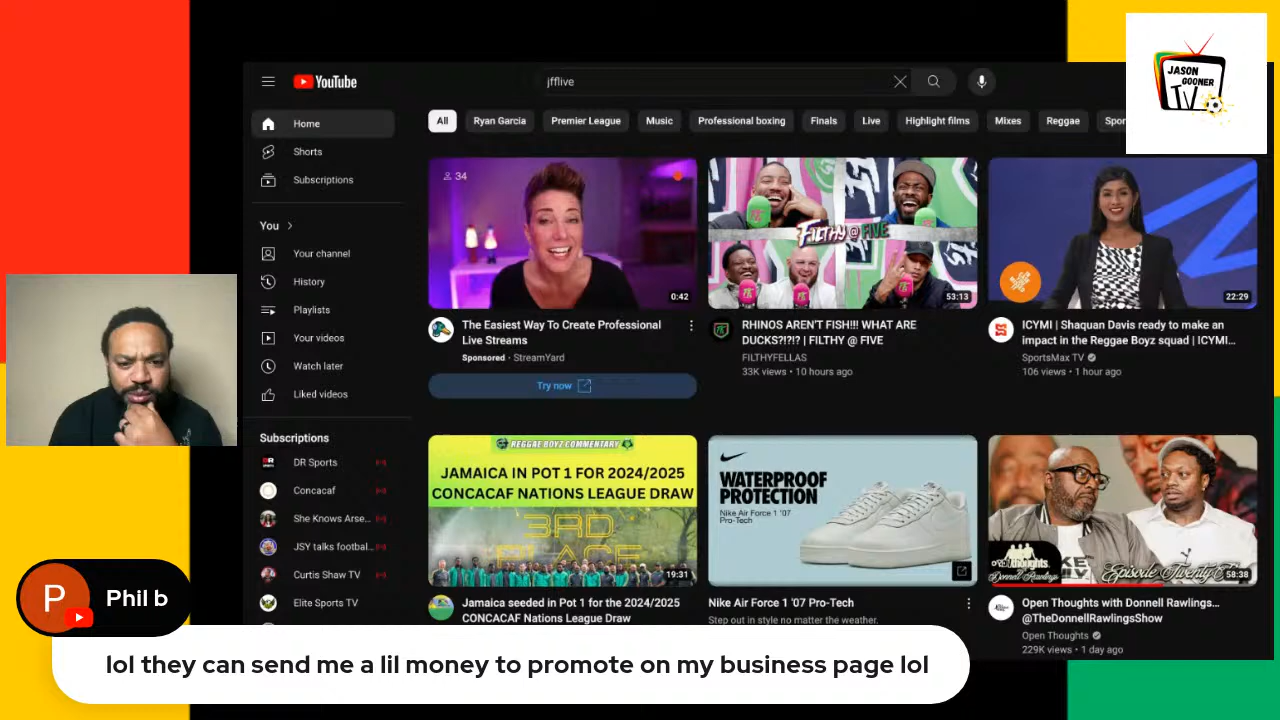 YouTube
jfflive
JASON
GOONER
TV
Home
Shorts
Subscriptions
You
Your channel
History
Playlists
Your videos
Watch later
Liked videos
Subscriptions
DR Sports
Concacaf
She Knows Arse...
JSY talks footbal...
Curtis Shaw TV
Elite Sports TV
All
Ryan Garcia
Premier League
Music
Professional boxing
Finals
Live
Highlight films
Mixes
Reggae
Spor
34
0:42
The Easiest Way To Create Professional
Live Streams
Sponsored · StreamYard
Try now
FILTHY @ FIVE
53:13
RHINOS AREN'T FISH!!! WHAT ARE
DUCKS?!?!? | FILTHY @ FIVE
FILTHYFELLAS
33K views • 10 hours ago
22:29
ICYMI | Shaquan Davis ready to make an
impact in the Reggae Boyz squad | ICYMI...
SportsMax TV
106 views • 1 hour ago
REGGAE BOYZ COMMENTARY
JAMAICA IN POT 1 FOR 2024/2025
CONCACAF NATIONS LEAGUE DRAW
3RD
PLACE
19:31
Jamaica seeded in Pot 1 for the 2024/2025
CONCACAF Nations League Draw
WATERPROOF
PROTECTION
Nike Air Force 1 '07
Pro-Tech
Nike Air Force 1 '07 Pro-Tech
Step out in style no matter the weather.
Donnell Rawlings
Episode Twenty
58:38
Open Thoughts with Donnell Rawlings...
@TheDonnellRawlingsShow
Open Thoughts
229K views • 1 day ago
P
Phil b
lol they can send me a lil money to promote on my business page lol